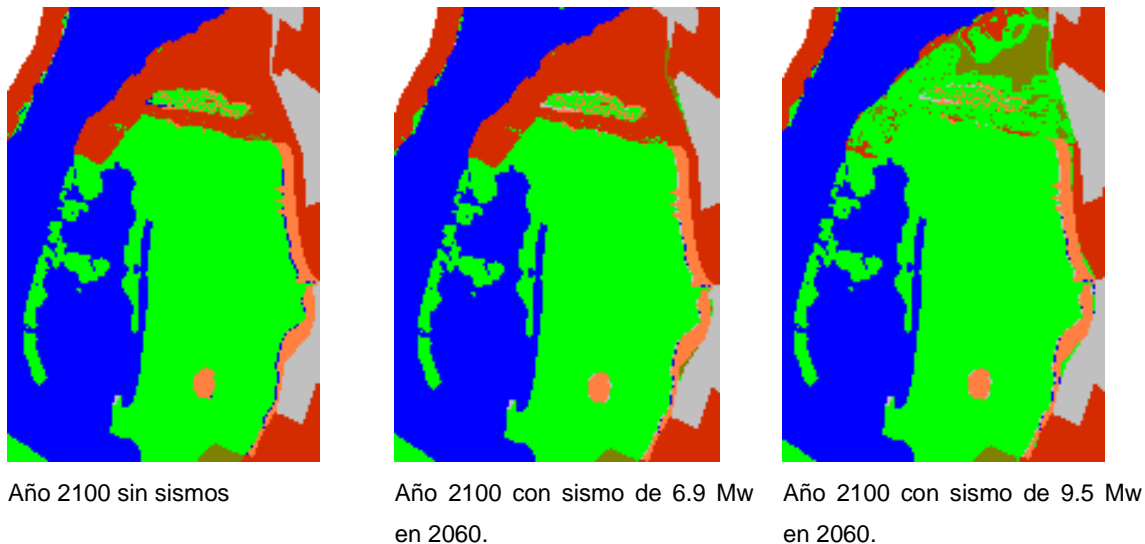 Año 2100 sin sismos
Año 2100 con sismo de 6.9 Mw
en 2060.
Año 2100 con sismo de 9.5 Mw
en 2060.